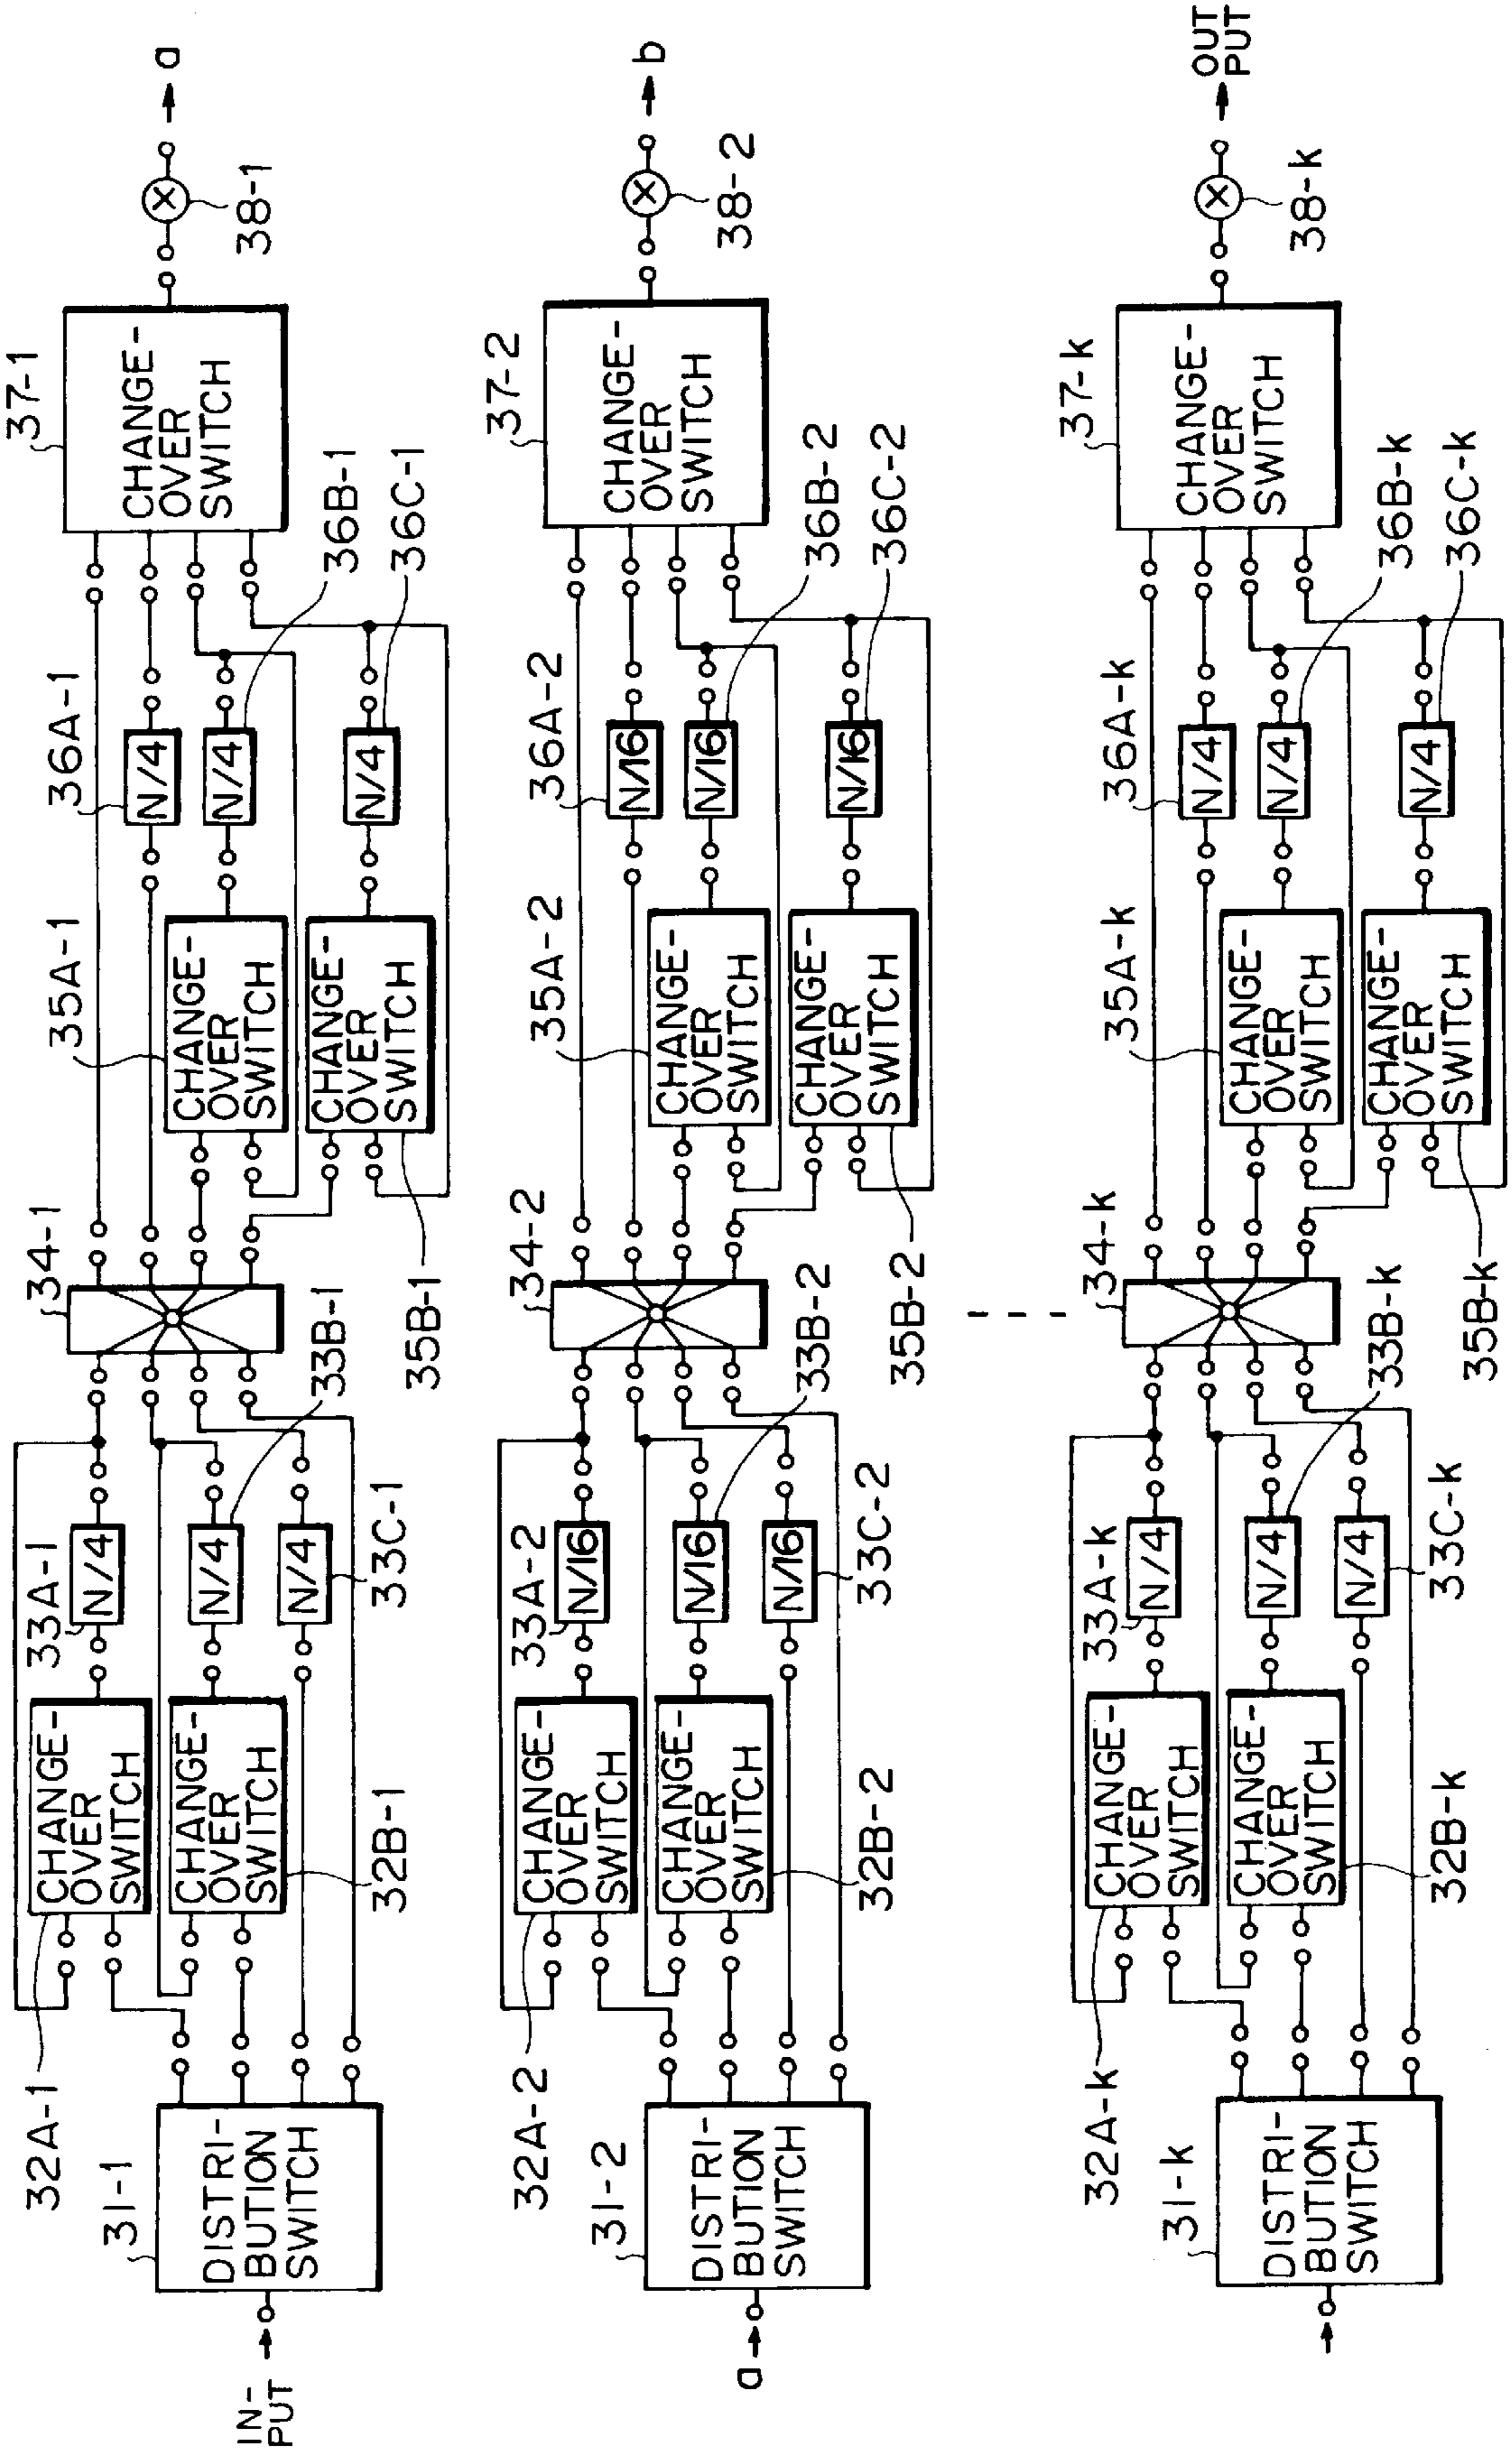 IN-
PUT
31-1
DISTRI-
BUTION
SWITCH
32A-1
CHANGE-
OVER
SWITCH
CHANGE-
OVER
SWITCH
32B-1
33A-1
N/4
N/4
N/4
33B-1
33C-1
34-1
35A-1
CHANGE-
OVER
SWITCH
CHANGE-
OVER
SWITCH
35B-1
36A-1
N/4
N/4
N/4
36B-1
36C-1
37-1
CHANGE-
OVER
SWITCH
38-1
a
a
31-2
DISTRI-
BUTION
SWITCH
32A-2
CHANGE-
OVER
SWITCH
CHANGE-
OVER
SWITCH
32B-2
33A-2
N/16
N/16
N/16
33B-2
33C-2
34-2
35A-2
CHANGE-
OVER
SWITCH
CHANGE-
OVER
SWITCH
35B-2
36A-2
N/16
N/16
N/16
36B-2
36C-2
37-2
CHANGE-
OVER
SWITCH
38-2
b
31-k
DISTRI-
BUTION
SWITCH
32A-k
CHANGE-
OVER
SWITCH
CHANGE-
OVER
SWITCH
32B-k
33A-k
N/4
N/4
N/4
33B-k
33C-k
34-k
35A-k
CHANGE-
OVER
SWITCH
CHANGE-
OVER
SWITCH
35B-k
36A-k
N/4
N/4
N/4
36B-k
36C-k
37-k
CHANGE-
OVER
SWITCH
38-k
OUT
PUT